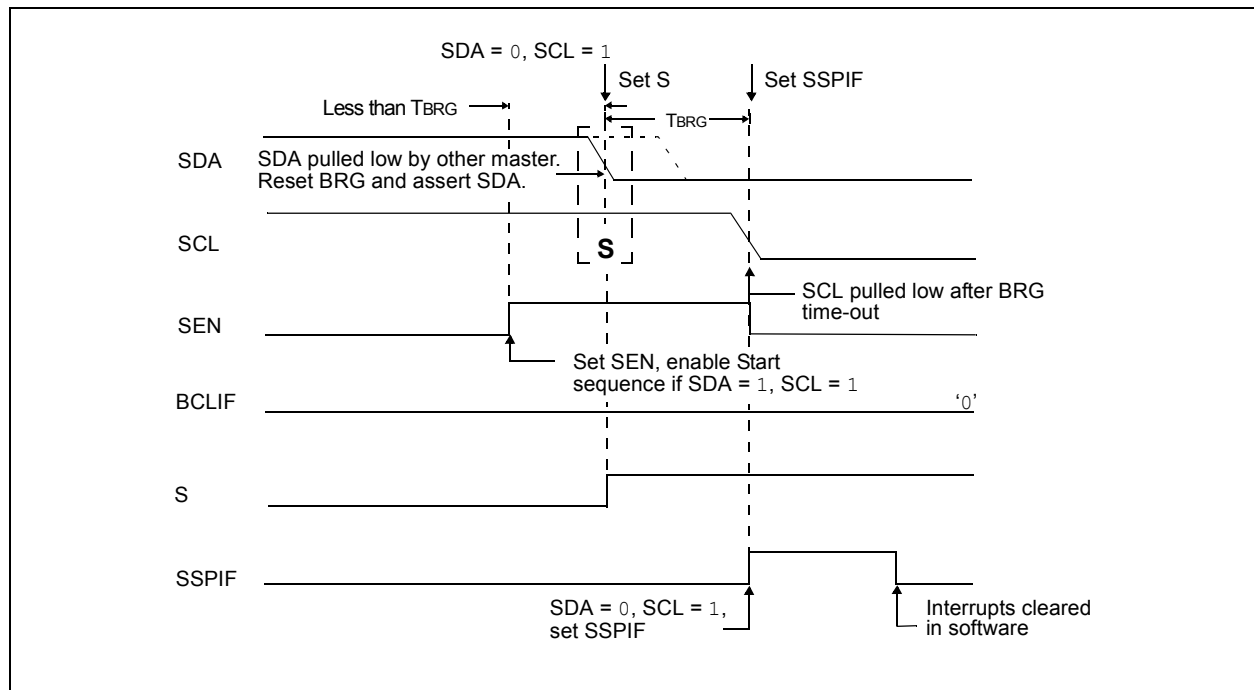 SDA = 0, SCL = 1
Set S
Set SSPIF
Less than TBRG
TBRG
SDA
SDA pulled low by other master.
Reset BRG and assert SDA.
SCL
S
SCL pulled low after BRG
time-out
SEN
Set SEN, enable Start
sequence if SDA = 1, SCL = 1
BCLIF
‘0’
S
SSPIF
SDA = 0, SCL = 1,
set SSPIF
Interrupts cleared
in software